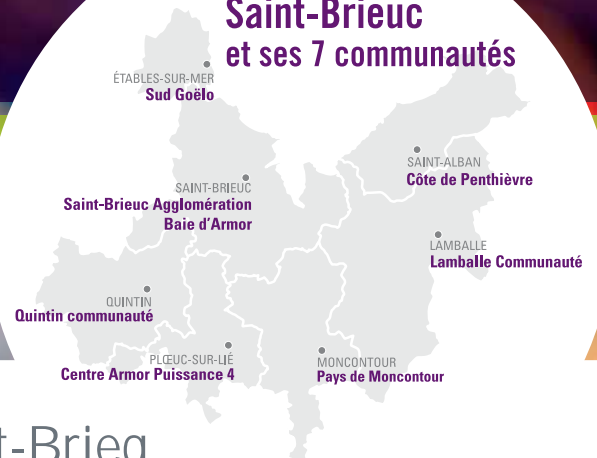 Saint-Brieuc
et ses 7 communautés
ÉTABLES-SUR-MER
Sud Goëlo
SAINT-ALBAN
Côte de Penthièvre
SAINT-BRIEUC
Saint-Brieuc Agglomération
Baie d'Armor
LAMBALLE
Lamballe Communauté
QUINTIN
Quintin communauté
PLŒUC-SUR-LIÉ
Centre Armor Puissance 4
MONCONTOUR
Pays de Moncontour
t-Brieg